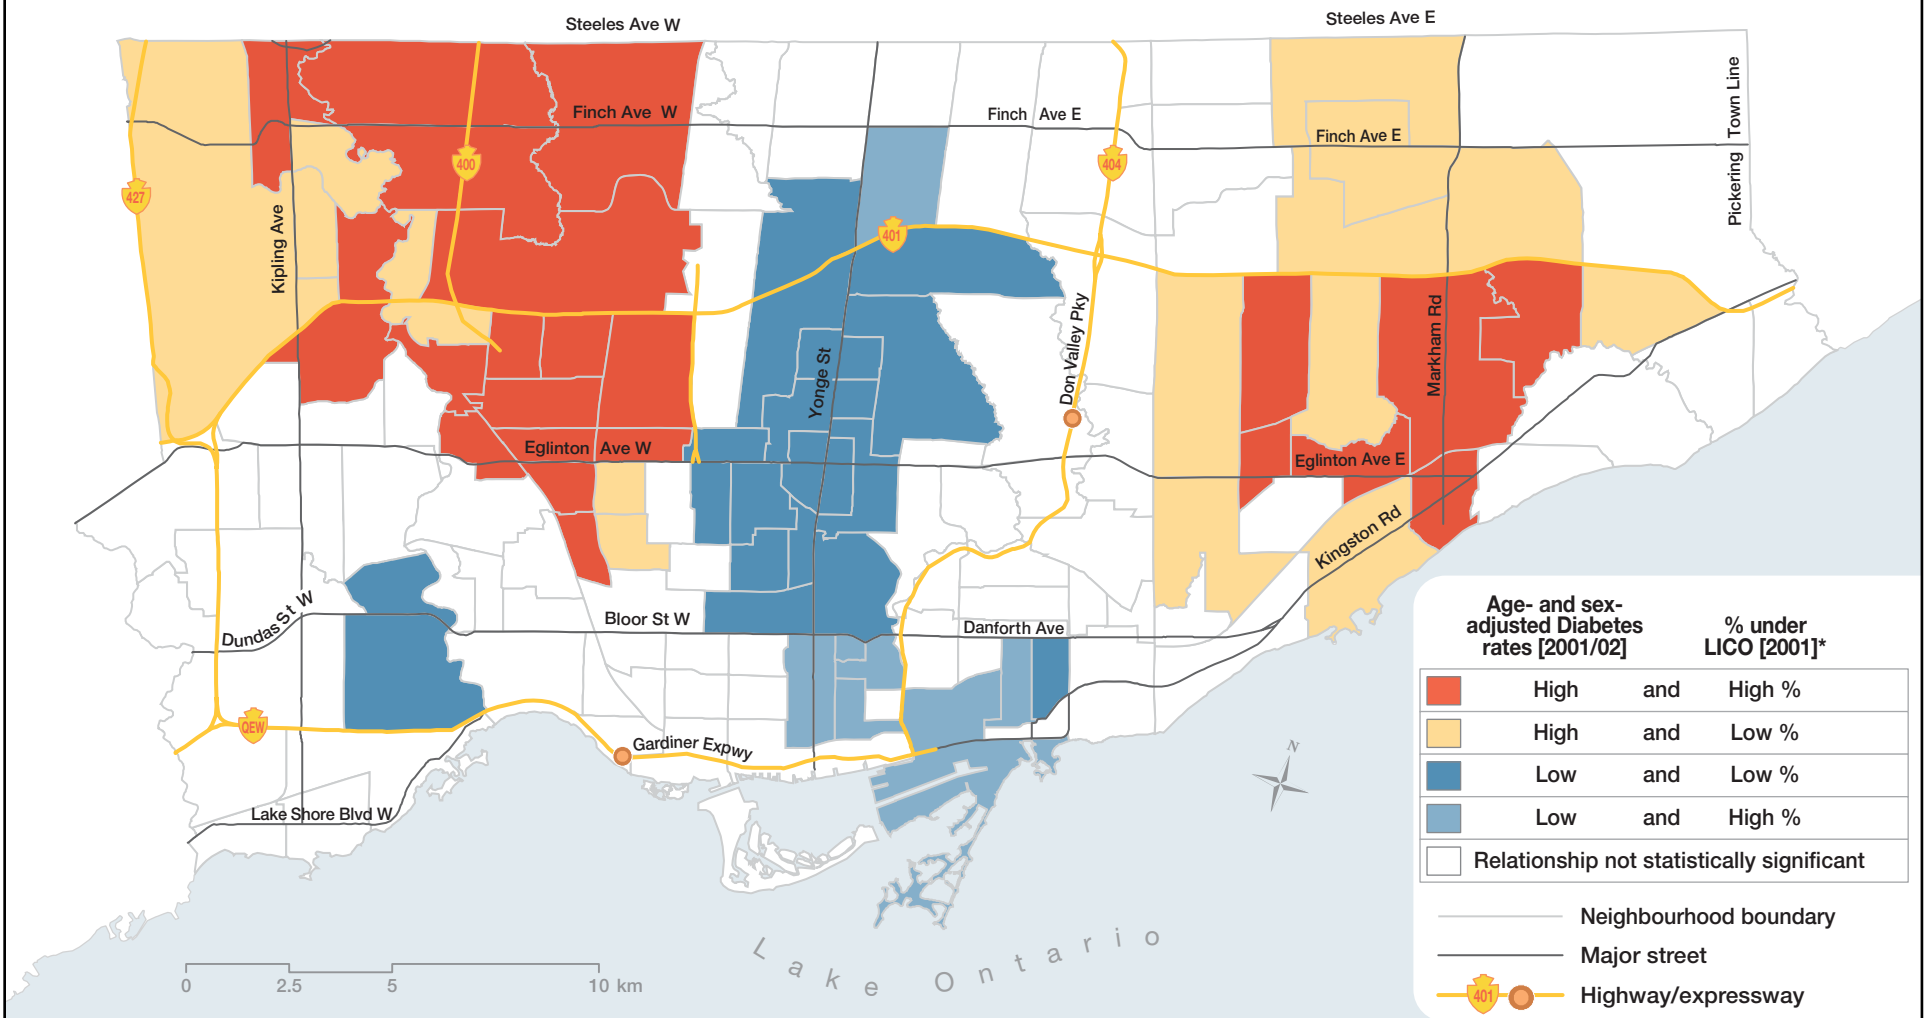 Steeles Ave W
Steeles Ave E
Finch Ave W
Finch Ave E
Finch Ave E
Pickering Town Line
427
400
404
401
Kipling Ave
Yonge St
Don Valley Pky
Markham Rd
Eglinton Ave W
Eglinton Ave E
Kingston Rd
Dundas St W
Bloor St W
Danforth Ave
QEW
Gardiner Expwy
Lake Shore Blvd W
N
Lake Ontario
0 2.5 5 10 km
Age- and sex-
adjusted Diabetes
rates [2001/02]
% under
LICO [2001]*
High and High %
High and Low %
Low and Low %
Low and High %
Relationship not statistically significant
Neighbourhood boundary
Major street
401 Highway/expressway